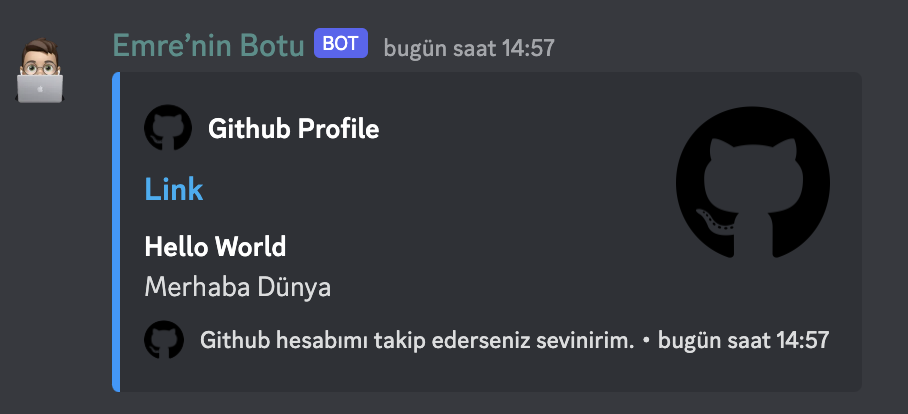 Emre’nin Botu BOT bugün saat 14:57
Github Profile
Link
Hello World
Merhaba Dünya
Github hesabımı takip ederseniz sevinirim. • bugün saat 14:57